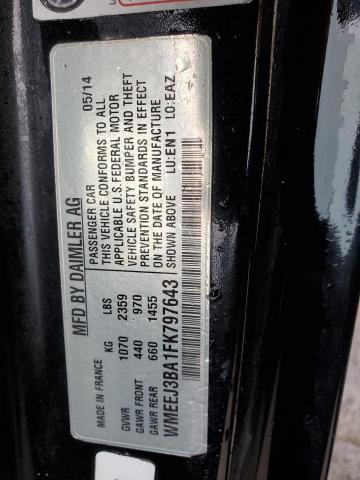 MFD BY DAIMLER AG
PASSENGER CAR 05/14
THIS VEHICLE CONFORMS TO ALL
APPLICABLE U.S. FEDERAL MOTOR
VEHICLE SAFETY BUMPER AND THEFT
PREVENTION STANDARDS IN EFFECT
ON THE DATE OF MANUFACTURE
SHOWN ABOVE LU:EN1 LO:EAZ
MADE IN FRANCE KG LBS
GVWR 1070 2359
GAWR FRONT 440 970
GAWR REAR 660 1455
WMEEJ3BA1FK797643